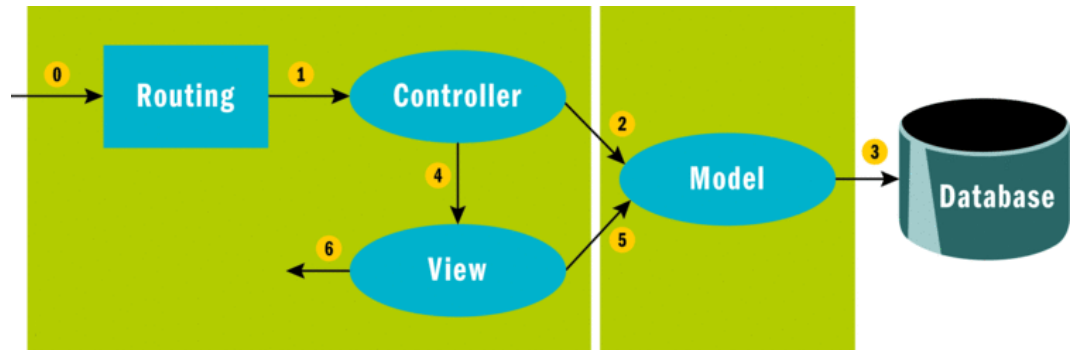 0
Routing
1
Controller
2
3
4
Model
Database
6
View
5